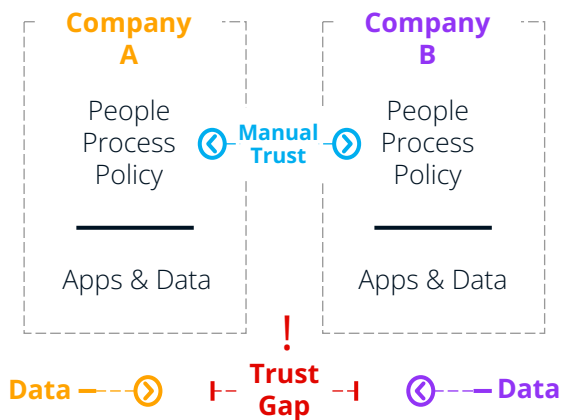 Company
A
Company
B
People
Process
Policy
Manual
Trust
People
Process
Policy
Apps & Data
Apps & Data
!
Data
Trust
Gap
Data